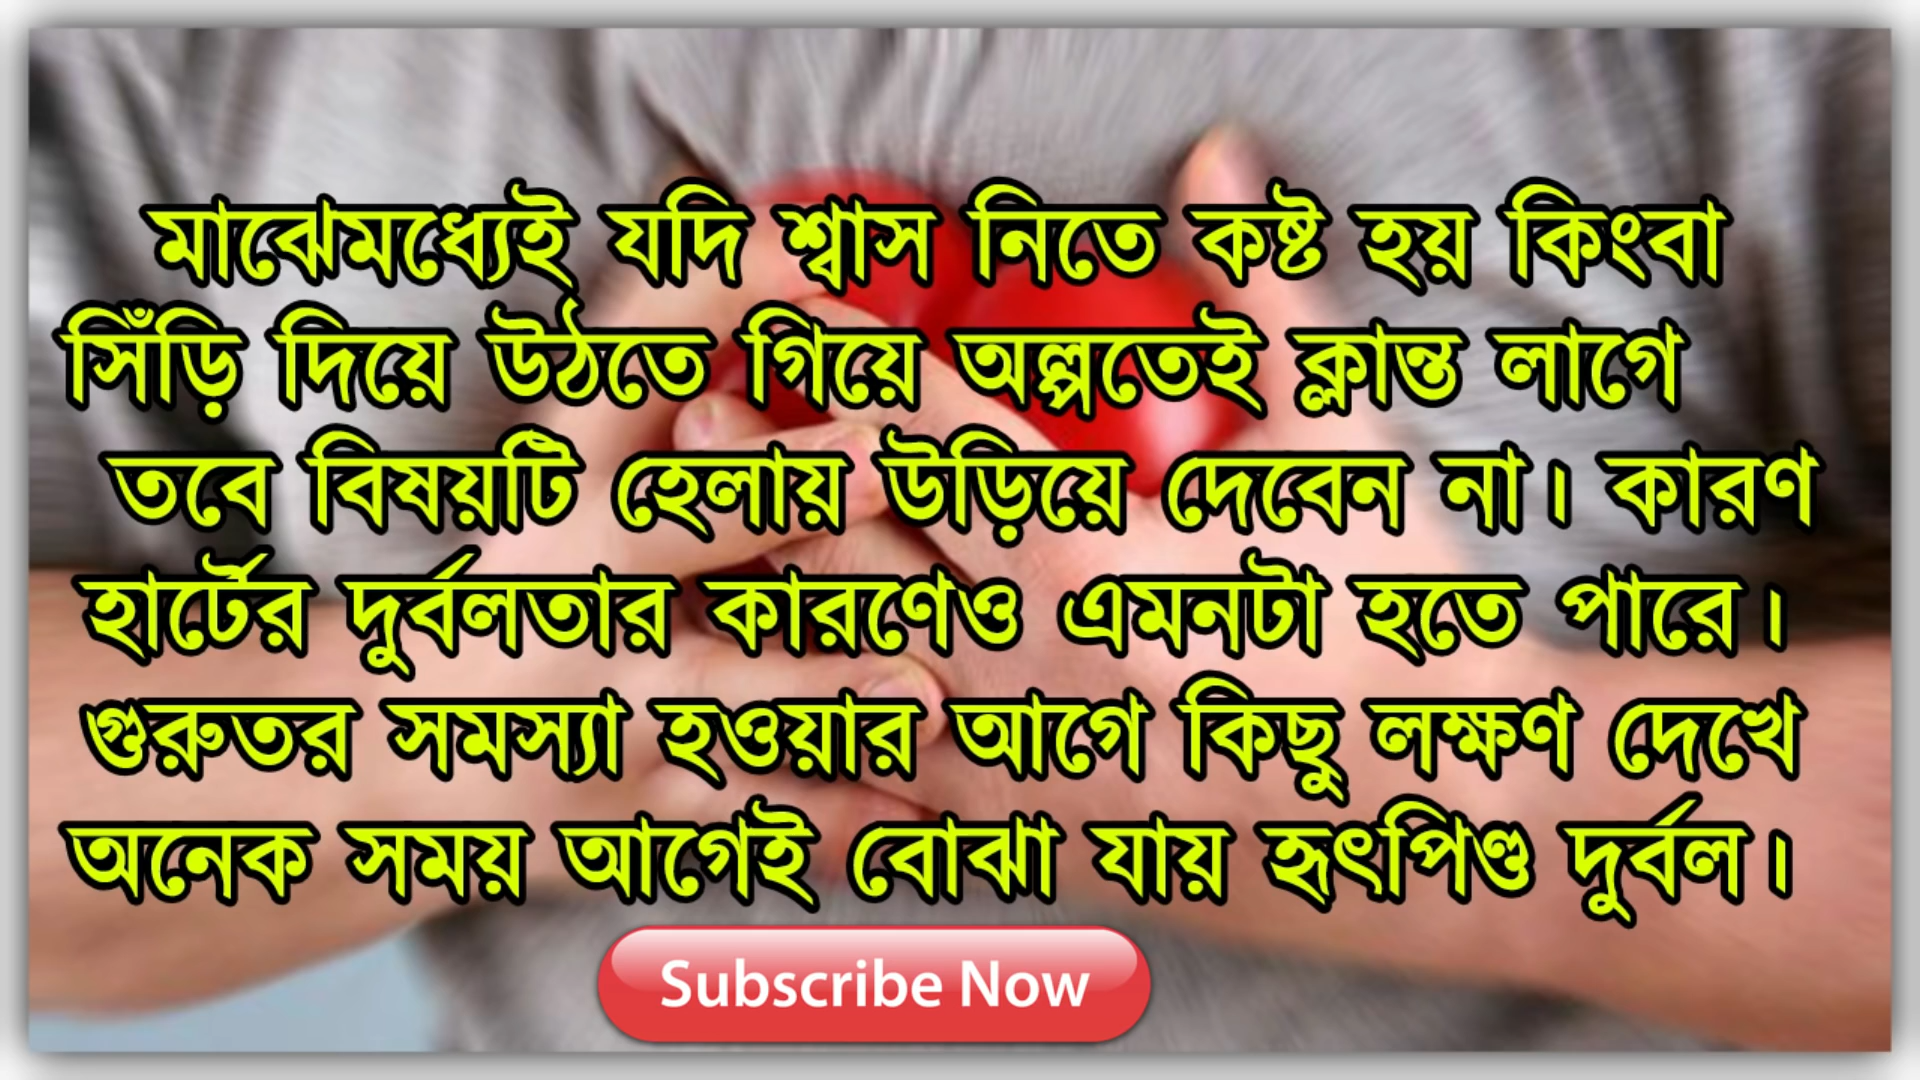 মাঝেমধ্যেই যদি শ্বাস নিতে কষ্ট হয় কিংবা
সিঁড়ি দিয়ে উঠতে গিয়ে অল্পতেই ক্লান্ত লাগে
তবে বিষয়টি হেলায় উড়িয়ে দেবেন না। কারণ
হার্টের দুর্বলতার কারণেও এমনটা হতে পারে।
গুরুতর সমস্যা হওয়ার আগে কিছু লক্ষণ দেখে
অনেক সময় আগেই বোঝা যায় হৃৎপিণ্ড দুর্বল।
Subscribe Now